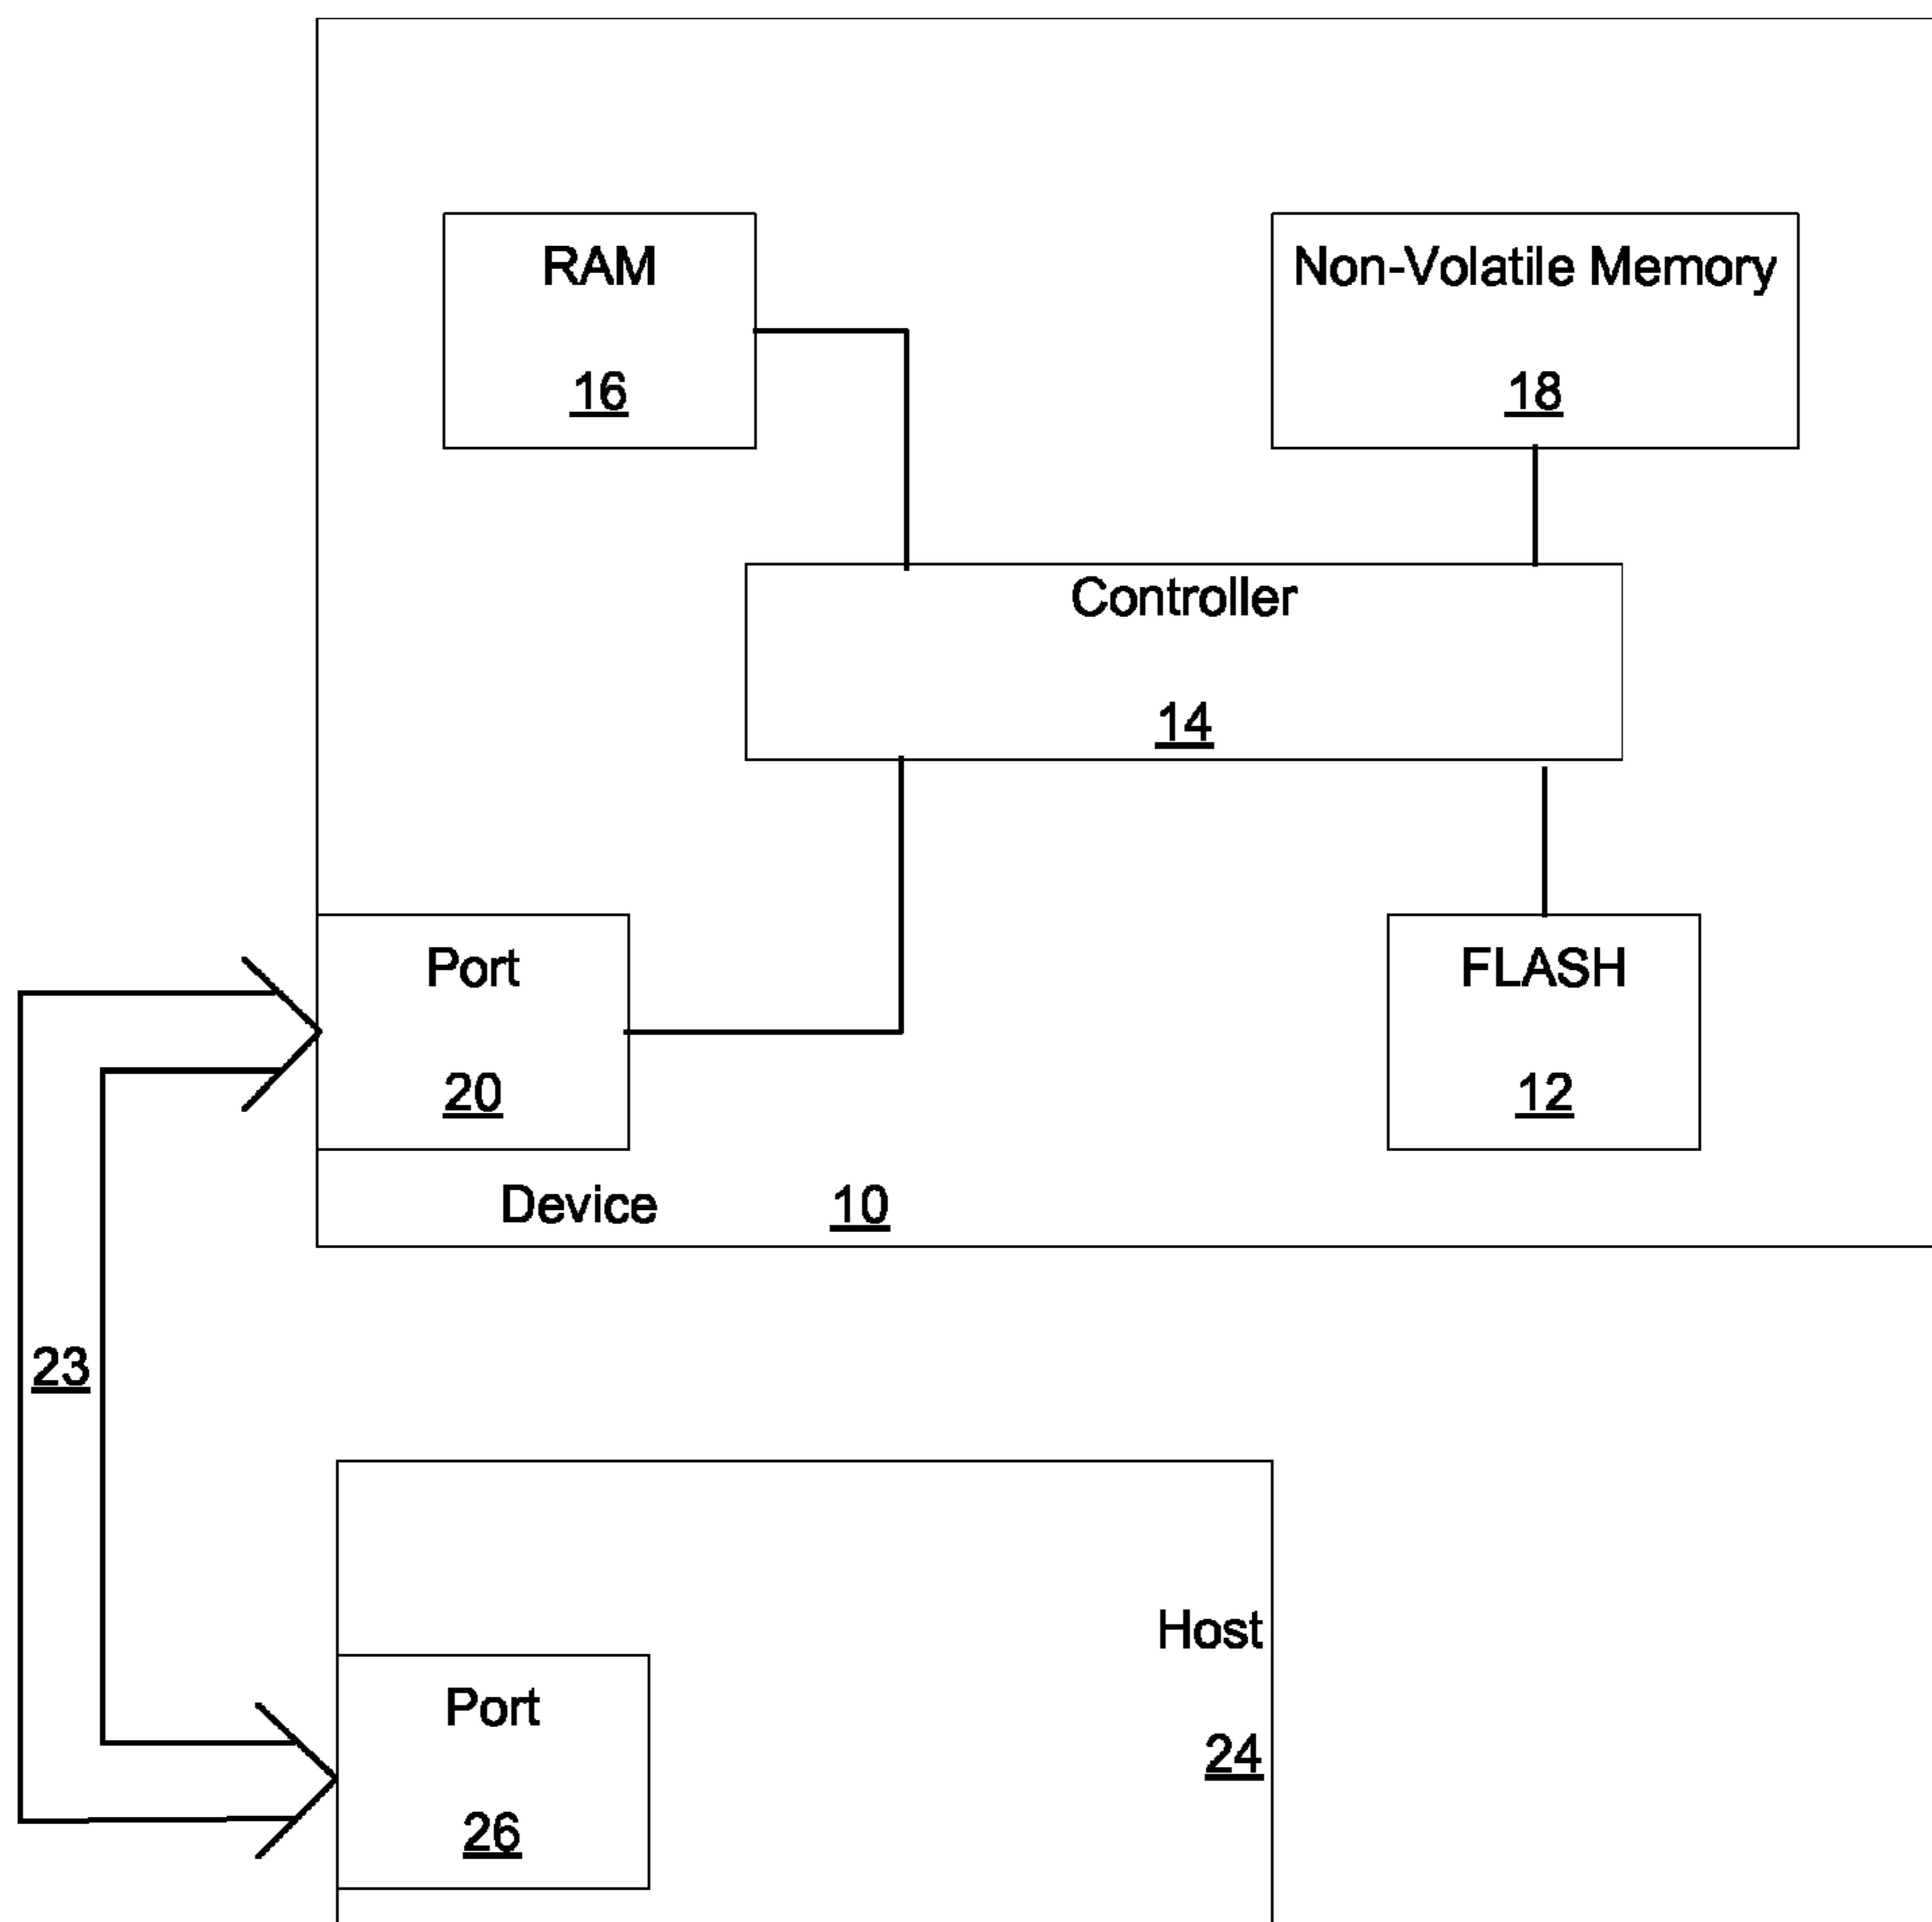 RAM
16
Non-Volatile Memory
18
Controller
14
Port
20
FLASH
12
Device 10
23
Host
24
Port
26